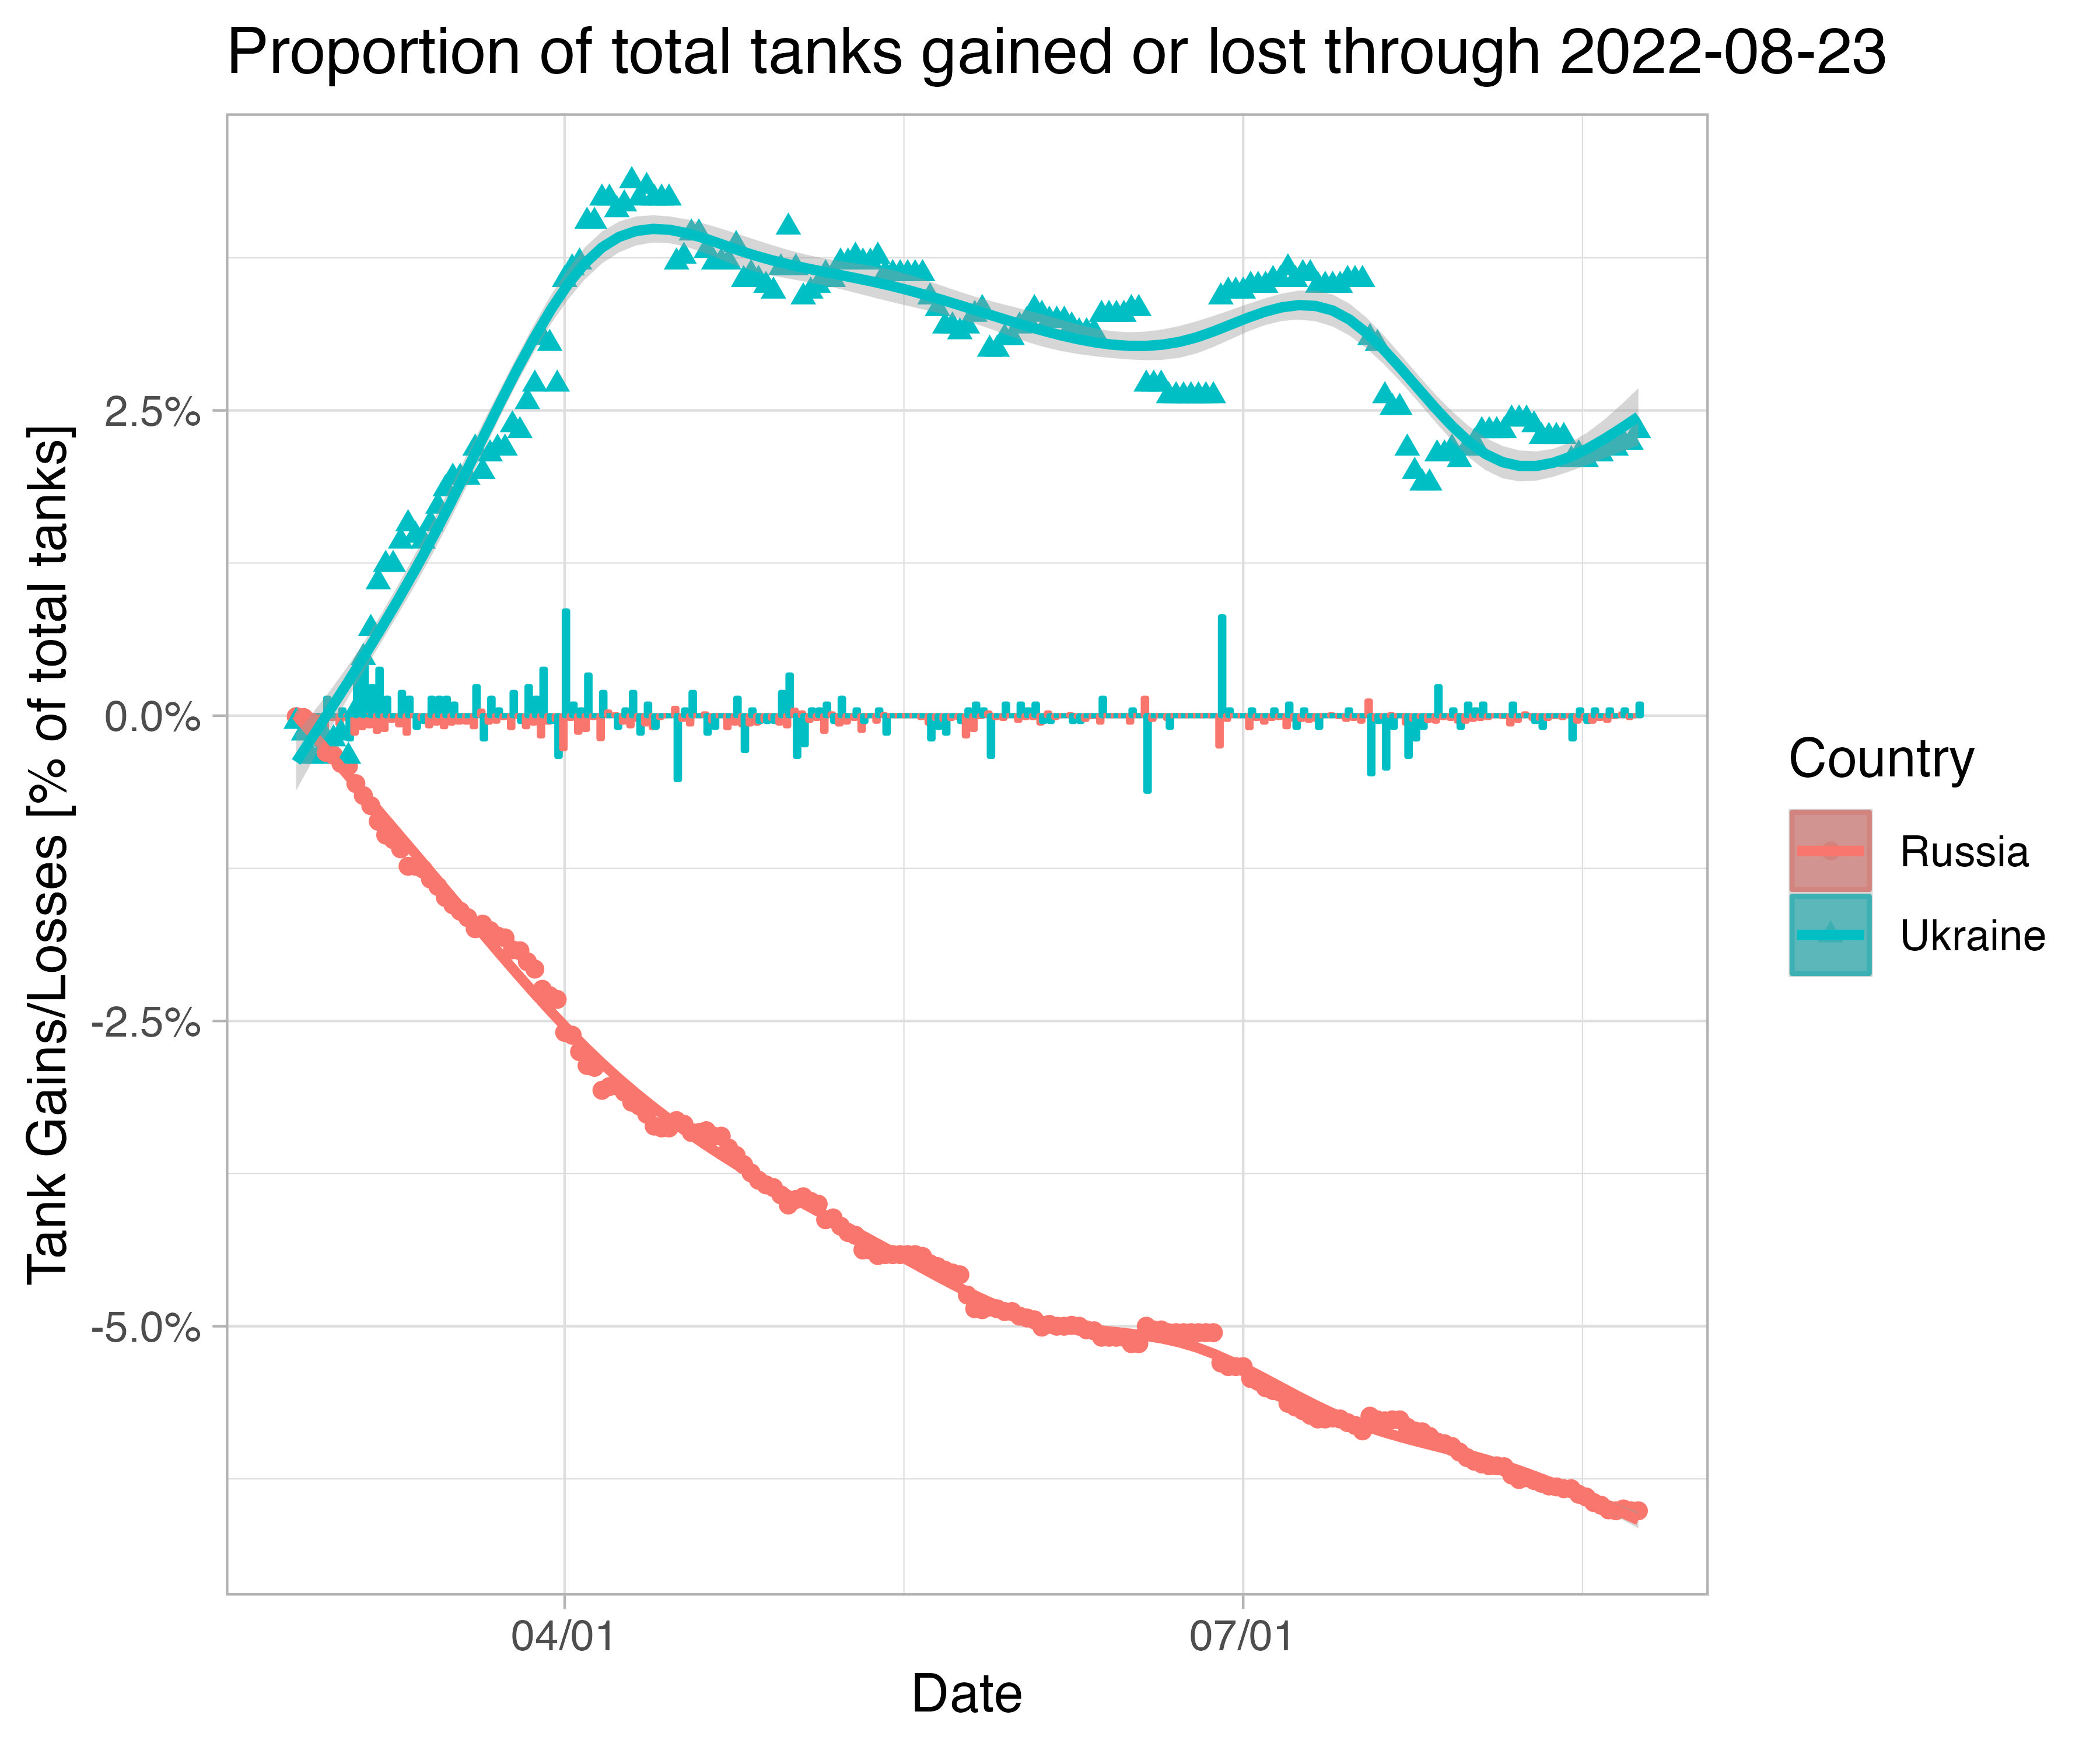 Proportion of total tanks gained or lost through 2022-08-23
Tank Gains/Losses [% of total tanks]
2.5%
0.0%
-2.5%
-5.0%
04/01
07/01
Date
Country
Russia
Ukraine